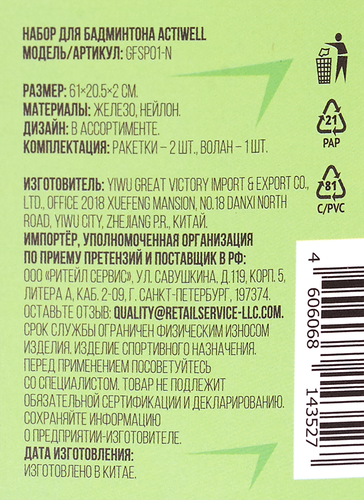 НАБОР ДЛЯ БАДМИНТОНА ACTIWELL
МОДЕЛЬ/АРТИКУЛ: GFSP01-N
РАЗМЕР: 61×20.5×2 СМ.
МАТЕРИАЛЫ: ЖЕЛЕЗО, НЕЙЛОН.
ДИЗАЙН: В АССОРТИМЕНТЕ.
КОМПЛЕКТАЦИЯ: РАКЕТКИ – 2 ШТ., ВОЛАН – 1 ШТ.
21
PAP
81
C/PVC
ИЗГОТОВИТЕЛЬ: YIWU GREAT VICTORY IMPORT & EXPORT CO.,
LTD., OFFICE 2018 XUEFENG MANSION, NO.18 DANXI NORTH
ROAD, YIWU CITY, ZHEJIANG P.R., КИТАЙ.
ИМПОРТЁР, УПОЛНОМОЧЕННАЯ ОРГАНИЗАЦИЯ
ПО ПРИЕМУ ПРЕТЕНЗИЙ И ПОСТАВЩИК В РФ:
ООО «РИТЕЙЛ СЕРВИС», УЛ. САВУШКИНА, Д.119, КОРП. 5,
ЛИТЕРА А, КАБ. 2-09, Г. САНКТ-ПЕТЕРБУРГ, 197374.
ОСТАВЬТЕ ОТЗЫВ: QUALITY@RETAILSERVICE-LLC.COM.
СРОК СЛУЖБЫ ОГРАНИЧЕН ФИЗИЧЕСКИМ ИЗНОСОМ
ИЗДЕЛИЯ. ИЗДЕЛИЕ СПОРТИВНОГО НАЗНАЧЕНИЯ.
ПЕРЕД ПРИМЕНЕНИЕМ ПОСОВЕТУЙТЕСЬ
СО СПЕЦИАЛИСТОМ. ТОВАР НЕ ПОДЛЕЖИТ
ОБЯЗАТЕЛЬНОЙ СЕРТИФИКАЦИИ И ДЕКЛАРИРОВАНИЮ.
СОХРАНЯЙТЕ ИНФОРМАЦИЮ
О ПРЕДПРИЯТИИ-ИЗГОТОВИТЕЛЕ.
ДАТА ИЗГОТОВЛЕНИЯ:
ИЗГОТОВЛЕНО В КИТАЕ.
4 606068 143527